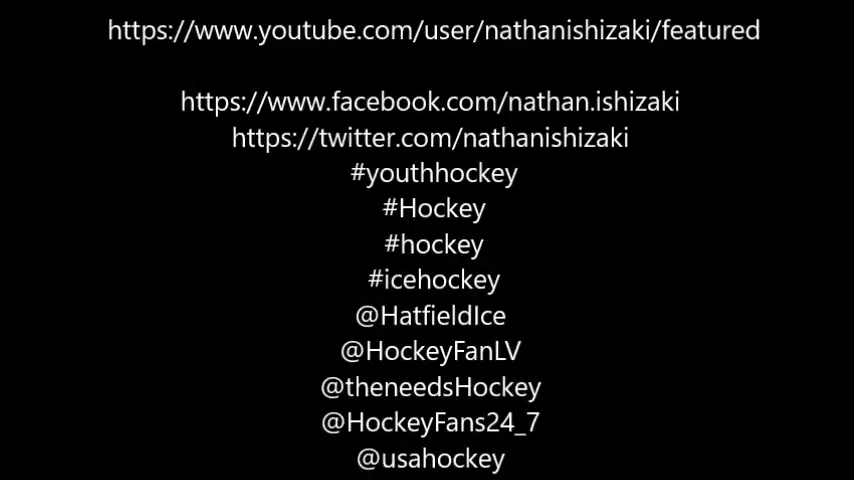 https://www.youtube.com/user/nathanishizaki/featured
https://www.facebook.com/nathan.ishizaki
https://twitter.com/nathanishizaki
#youthhockey
#Hockey
#hockey
#icehockey
@HatfieldIce
@HockeyFanLV
@theneedsHockey
@HockeyFans24_7
@usahockey